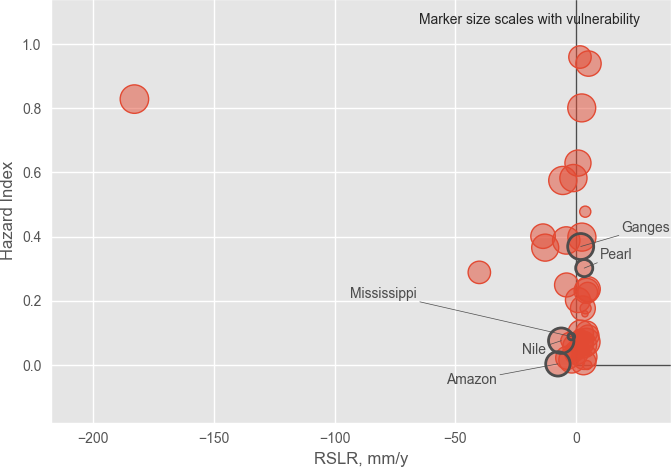 Marker size scales with vulnerability
1.0
0.8
0.6
0.4
0.2
0.0
Hazard Index
Ganges
Pearl
Mississippi
Nile
Amazon
−200
−150
−100
−50
0
RSLR, mm/y